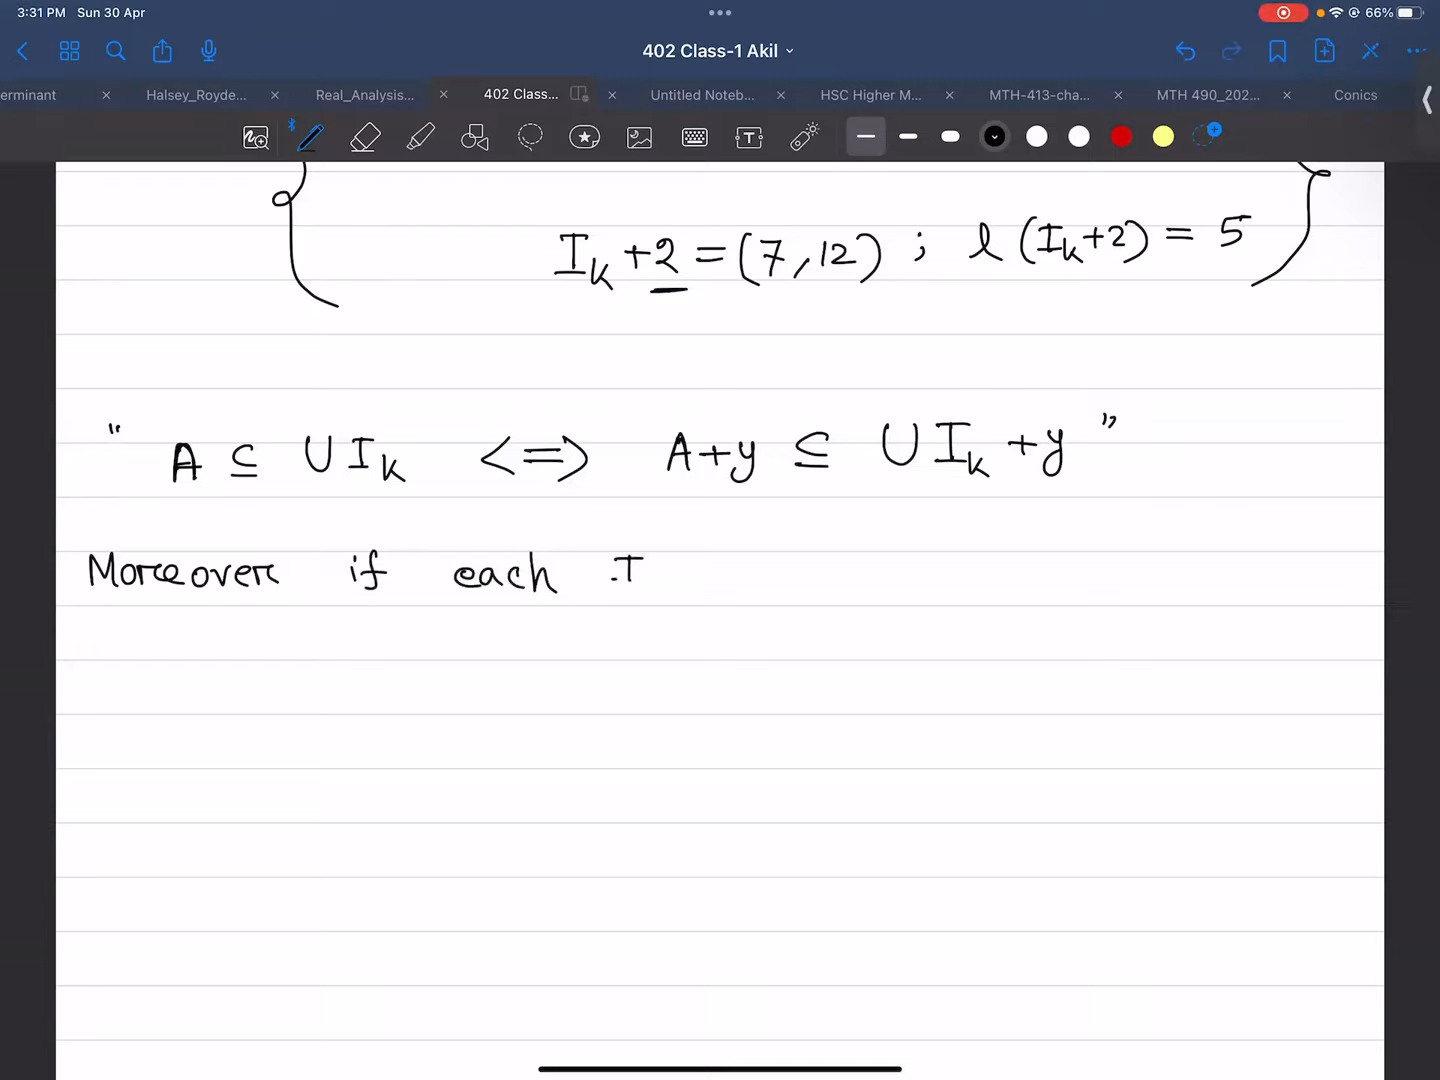 3:31 PM Sun 30 Apr 66%
402 Class-1 Akil
erminant Halsey_Royde... Real_Analysis... 402 Class... Untitled Noteb... HSC Higher M... MTH-413-cha... MTH 490_202... Conics
I_k + 2 = (7, 12) ; l (I_k+2) = 5
" A ⊆ ∪ I_k <=> A+y ⊆ ∪ I_k + y "
Moreover if each I